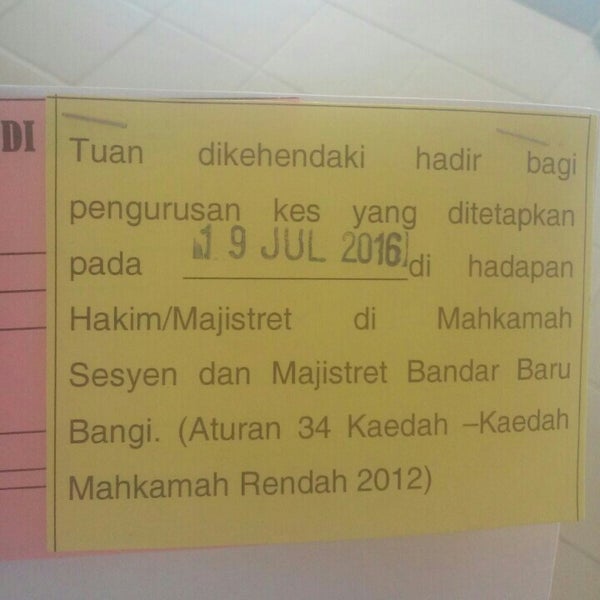 DI
Tuan dikehendaki hadir bagi
pengurusan kes yang ditetapkan
pada 19 JUL 2016 di hadapan
Hakim/Majistret di Mahkamah
Sesyen dan Majistret Bandar Baru
Bangi. (Aturan 34 Kaedah –Kaedah
Mahkamah Rendah 2012)